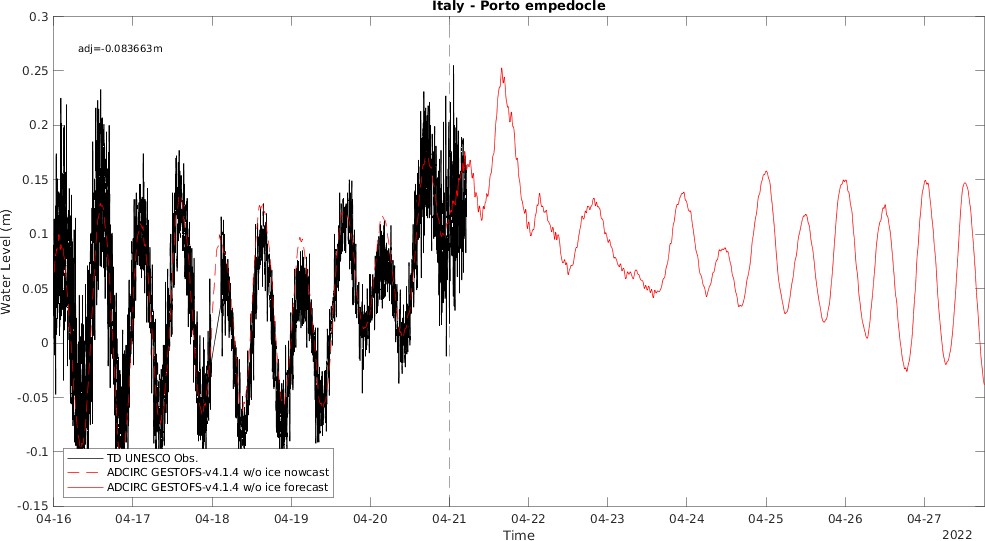 Italy - Porto empedocle
adj=-0.083663m
Water Level (m)
0.3
0.25
0.2
0.15
0.1
0.05
0
-0.05
-0.1
-0.15
TD UNESCO Obs.
ADCIRC GESTOFS-v4.1.4 w/o ice nowcast
ADCIRC GESTOFS-v4.1.4 w/o ice forecast
04-16 04-17 04-18 04-19 04-20 04-21 04-22 04-23 04-24 04-25 04-26 04-27
Time
2022